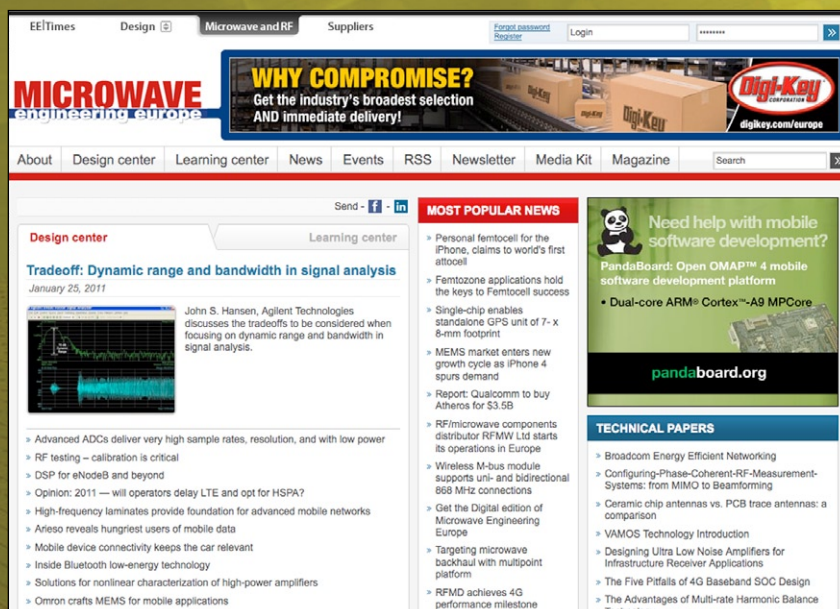 EE|Times Design Microwave and RF Suppliers
Forgot password
Register
Login
********
»
MICROWAVE
engineering europe
WHY COMPROMISE?
Get the industry's broadest selection
AND immediate delivery!
Digi-Key
Digi-Key
CORPORATION
digikey.com/europe
About Design center Learning center News Events RSS Newsletter Media Kit Magazine Search
Send - f - in
Design center Learning center
Tradeoff: Dynamic range and bandwidth in signal analysis
January 25, 2011
John S. Hansen, Agilent Technologies
discusses the tradeoffs to be considered when
focusing on dynamic range and bandwidth in
signal analysis.
» Advanced ADCs deliver very high sample rates, resolution, and with low power
» RF testing – calibration is critical
» DSP for eNodeB and beyond
» Opinion: 2011 — will operators delay LTE and opt for HSPA?
» High-frequency laminates provide foundation for advanced mobile networks
» Arieso reveals hungriest users of mobile data
» Mobile device connectivity keeps the car relevant
» Inside Bluetooth low-energy technology
» Solutions for nonlinear characterization of high-power amplifiers
» Omron crafts MEMS for mobile applications
MOST POPULAR NEWS
» Personal femtocell for the
iPhone, claims to world's first
attocell
» Femtozone applications hold
the keys to Femtocell success
» Single-chip enables
standalone GPS unit of 7- x
8-mm footprint
» MEMS market enters new
growth cycle as iPhone 4
spurs demand
» Report: Qualcomm to buy
Atheros for $3.5B
» RF/microwave components
distributor RFMW Ltd starts
its operations in Europe
» Wireless M-bus module
supports uni- and bidirectional
868 MHz connections
» Get the Digital edition of
Microwave Engineering
Europe
» Targeting microwave
backhaul with multipoint
platform
» RFMD achieves 4G
performance milestone
Need help with mobile
software development?
PandaBoard: Open OMAP™ 4 mobile
software development platform
• Dual-core ARM® Cortex™-A9 MPCore
pandaboard.org
TECHNICAL PAPERS
» Broadcom Energy Efficient Networking
» Configuring-Phase-Coherent-RF-Measurement-
Systems: from MIMO to Beamforming
» Ceramic chip antennas vs. PCB trace antennas: a
comparison
» VAMOS Technology Introduction
» Designing Ultra Low Noise Amplifiers for
Infrastructure Receiver Applications
» The Five Pitfalls of 4G Baseband SOC Design
» The Advantages of Multi-rate Harmonic Balance